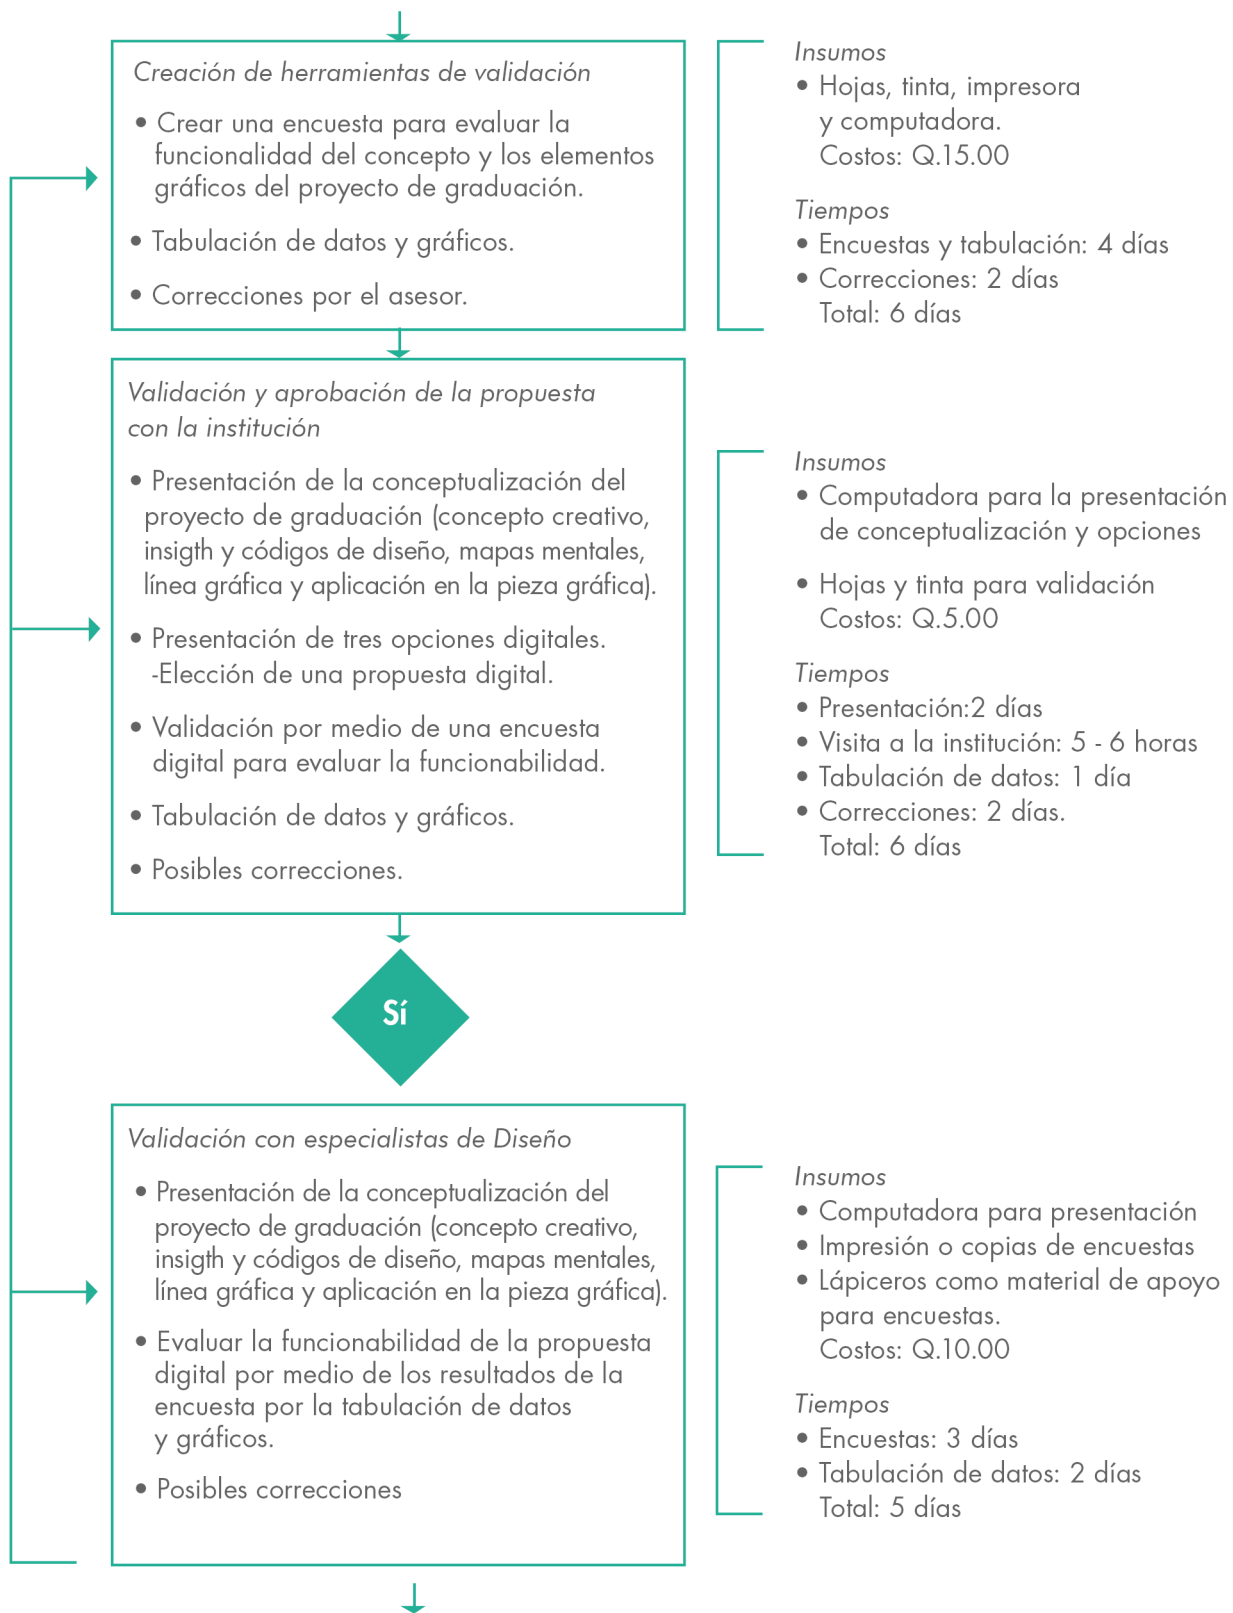 Creación de herramientas de validación
• Crear una encuesta para evaluar la
funcionalidad del concepto y los elementos
gráficos del proyecto de graduación.
• Tabulación de datos y gráficos.
• Correcciones por el asesor.
Insumos
• Hojas, tinta, impresora
y computadora.
Costos: Q.15.00
Tiempos
• Encuestas y tabulación: 4 días
• Correcciones: 2 días
Total: 6 días
Validación y aprobación de la propuesta
con la institución
• Presentación de la conceptualización del
proyecto de graduación (concepto creativo,
insigth y códigos de diseño, mapas mentales,
línea gráfica y aplicación en la pieza gráfica).
• Presentación de tres opciones digitales.
-Elección de una propuesta digital.
• Validación por medio de una encuesta
digital para evaluar la funcionabilidad.
• Tabulación de datos y gráficos.
• Posibles correcciones.
Insumos
• Computadora para la presentación
de conceptualización y opciones
• Hojas y tinta para validación
Costos: Q.5.00
Tiempos
• Presentación:2 días
• Visita a la institución: 5 - 6 horas
• Tabulación de datos: 1 día
• Correcciones: 2 días.
Total: 6 días
Sí
Validación con especialistas de Diseño
• Presentación de la conceptualización del
proyecto de graduación (concepto creativo,
insigth y códigos de diseño, mapas mentales,
línea gráfica y aplicación en la pieza gráfica).
• Evaluar la funcionabilidad de la propuesta
digital por medio de los resultados de la
encuesta por la tabulación de datos
y gráficos.
• Posibles correcciones
Insumos
• Computadora para presentación
• Impresión o copias de encuestas
• Lápiceros como material de apoyo
para encuestas.
Costos: Q.10.00
Tiempos
• Encuestas: 3 días
• Tabulación de datos: 2 días
Total: 5 días